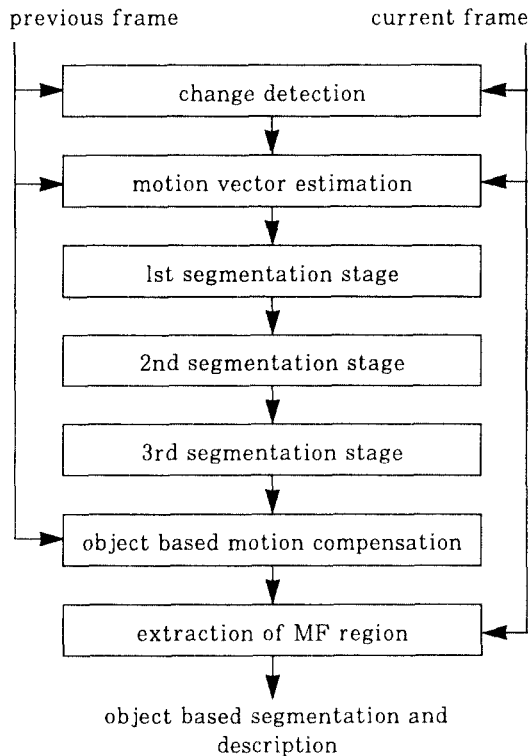 previous frame
current frame
change detection
motion vector estimation
1st segmentation stage
2nd segmentation stage
3rd segmentation stage
object based motion compensation
extraction of MF region
object based segmentation and
description